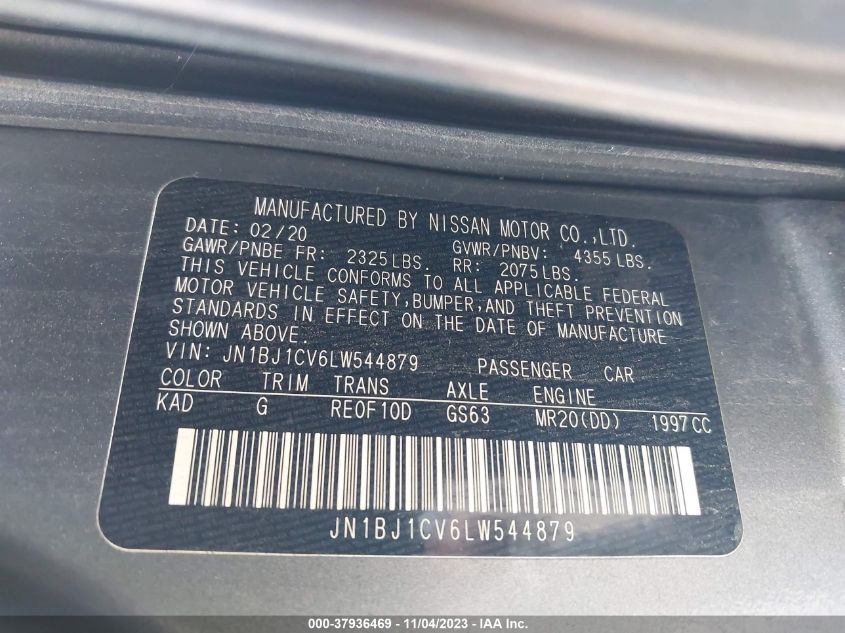 MANUFACTURED BY NISSAN MOTOR CO.,LTD.
DATE: 02/20
GAWR/PNBE FR: 2325LBS. GVWR/PNBV: 4355LBS.
RR: 2075LBS.
THIS VEHICLE CONFORMS TO ALL APPLICABLE FEDERAL
MOTOR VEHICLE SAFETY,BUMPER,AND THEFT PREVENTION
STANDARDS IN EFFECT ON THE DATE OF MANUFACTURE
SHOWN ABOVE.
VIN: JN1BJ1CV6LW544879 PASSENGER CAR
COLOR TRIM TRANS AXLE ENGINE
KAD G RE0F10D GS63 MR20(DD) 1997CC
JN1BJ1CV6LW544879
000-37936469 - 11/04/2023 - IAA Inc.